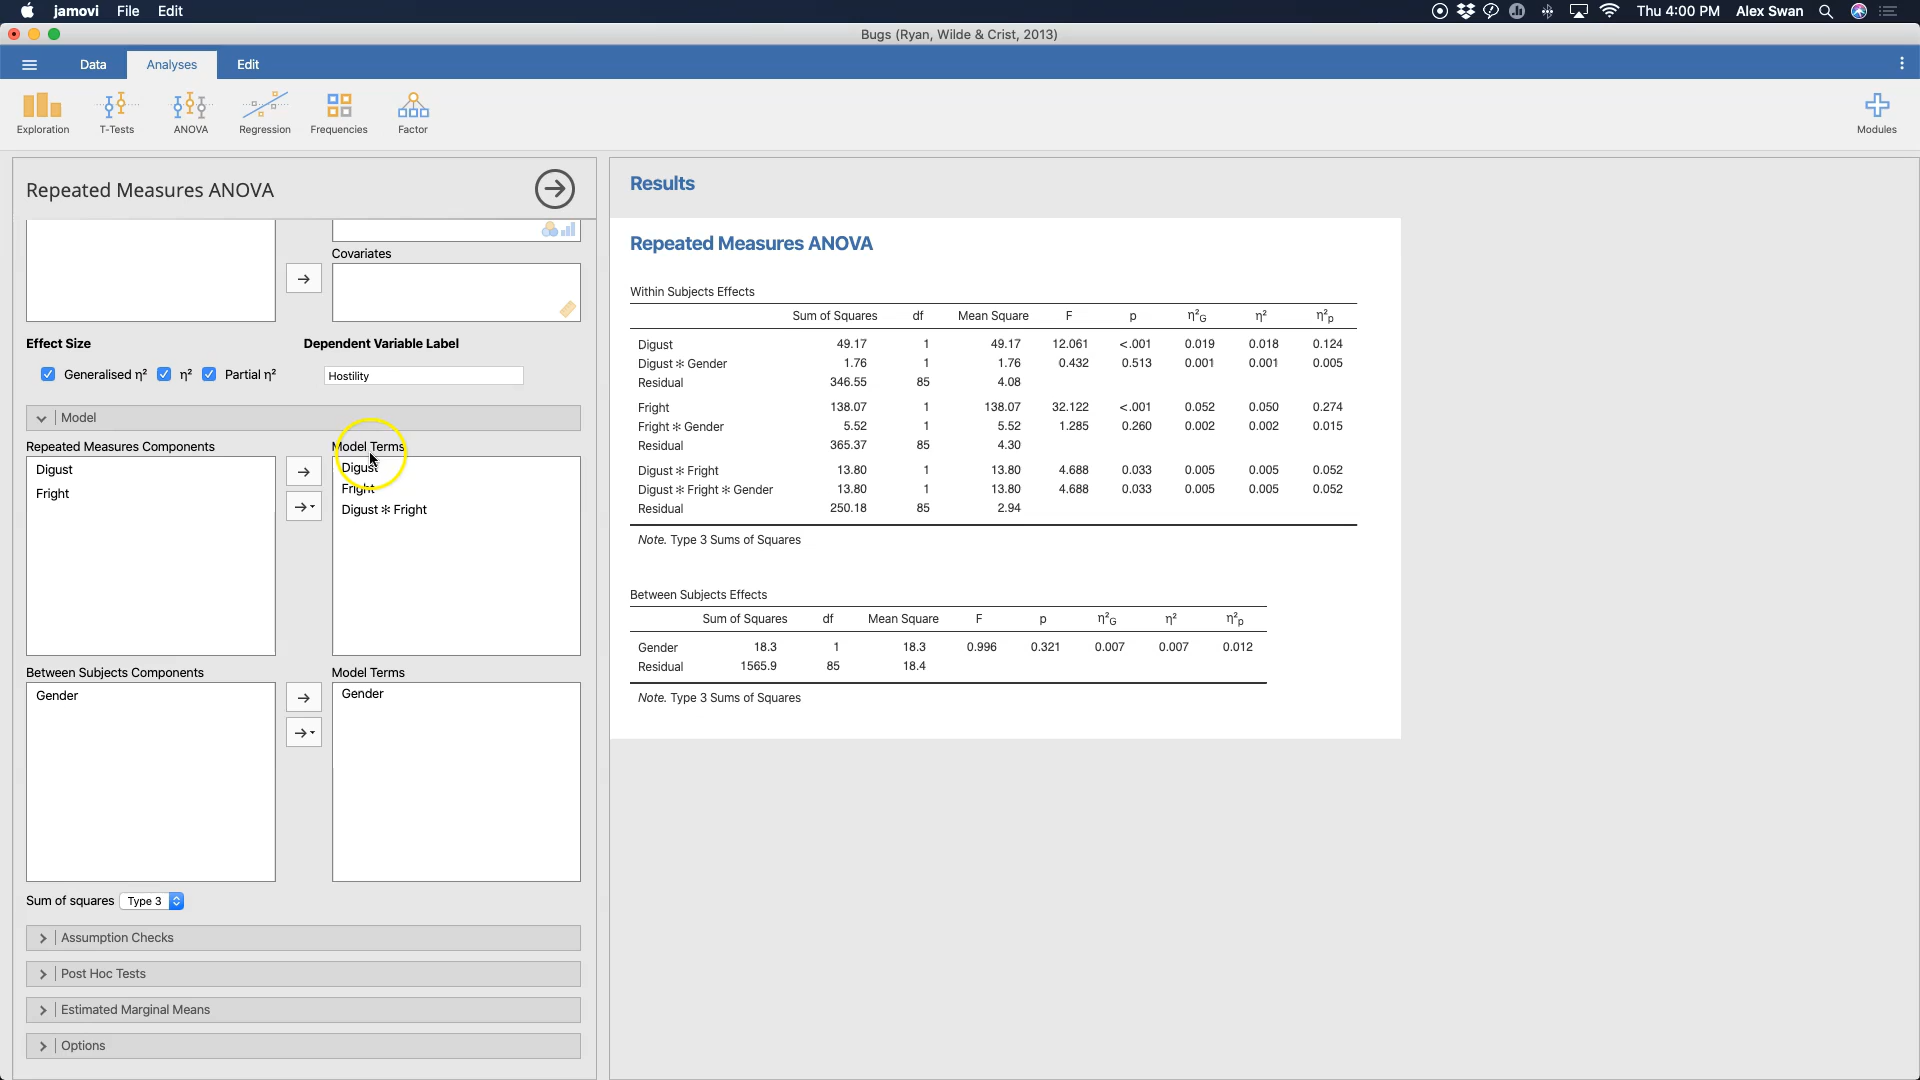 jamovi File Edit Thu 4:00 PM Alex Swan
Bugs (Ryan, Wilde & Crist, 2013)
Data Analyses Edit
Exploration T-Tests ANOVA Regression Frequencies Factor Modules
Repeated Measures ANOVA
Covariates
Effect Size Dependent Variable Label
Generalised η² η² Partial η² Hostility
Model
Repeated Measures Components Model Terms
Digust Digust
Fright Fright
Digust ✻ Fright
Between Subjects Components Model Terms
Gender Gender
Sum of squares Type 3
Assumption Checks
Post Hoc Tests
Estimated Marginal Means
Options
Results
Repeated Measures ANOVA
Within Subjects Effects
Sum of Squares df Mean Square F p η²G η² η²p
Digust 49.17 1 49.17 12.061 <.001 0.019 0.018 0.124
Digust ✻ Gender 1.76 1 1.76 0.432 0.513 0.001 0.001 0.005
Residual 346.55 85 4.08
Fright 138.07 1 138.07 32.122 <.001 0.052 0.050 0.274
Fright ✻ Gender 5.52 1 5.52 1.285 0.260 0.002 0.002 0.015
Residual 365.37 85 4.30
Digust ✻ Fright 13.80 1 13.80 4.688 0.033 0.005 0.005 0.052
Digust ✻ Fright ✻ Gender 13.80 1 13.80 4.688 0.033 0.005 0.005 0.052
Residual 250.18 85 2.94
Note. Type 3 Sums of Squares
Between Subjects Effects
Sum of Squares df Mean Square F p η²G η² η²p
Gender 18.3 1 18.3 0.996 0.321 0.007 0.007 0.012
Residual 1565.9 85 18.4
Note. Type 3 Sums of Squares